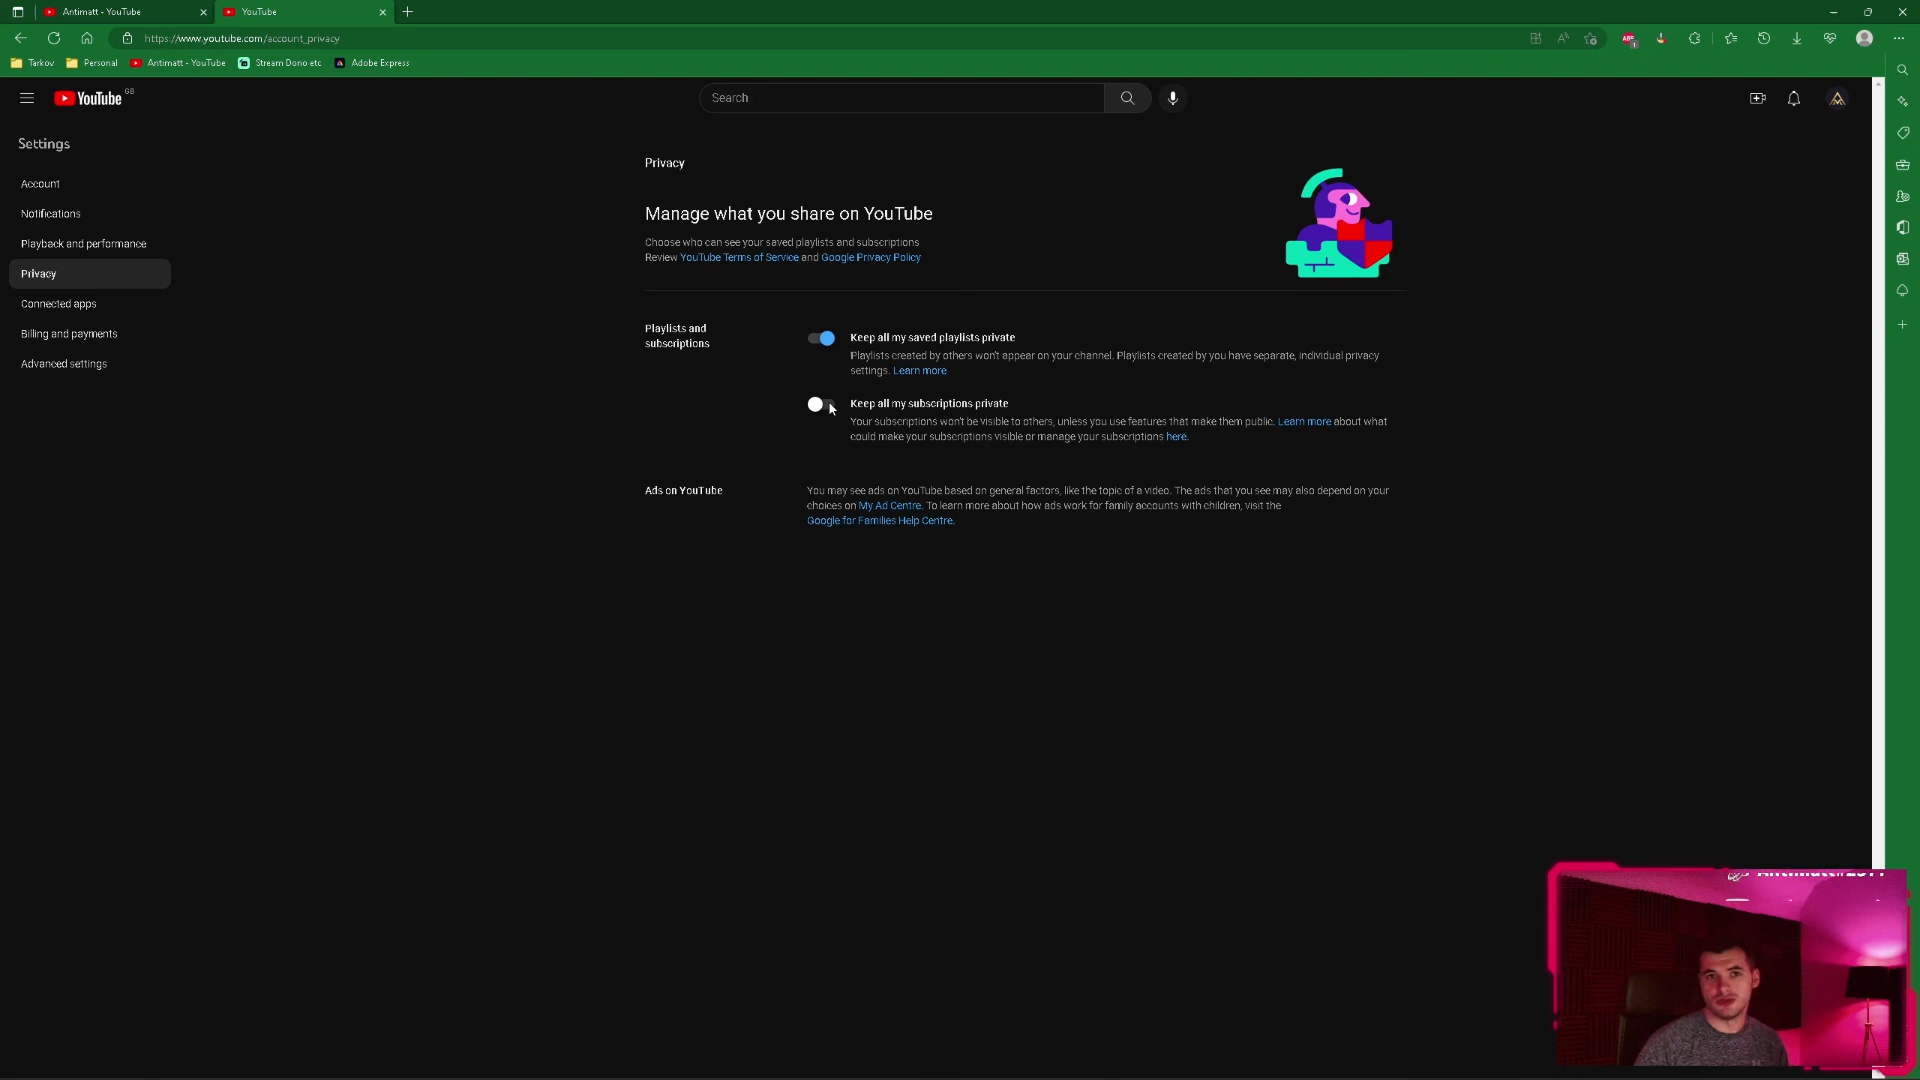 Antimatt - YouTube
YouTube
https://www.youtube.com/account_privacy
Tarkov
Personal
Antimatt - YouTube
Stream Dono etc
Adobe Express
YouTube GB
Search
Settings
Account
Notifications
Playback and performance
Privacy
Connected apps
Billing and payments
Advanced settings
Privacy
Manage what you share on YouTube
Choose who can see your saved playlists and subscriptions
Review YouTube Terms of Service and Google Privacy Policy
Playlists and
subscriptions
Keep all my saved playlists private
Playlists created by others won't appear on your channel. Playlists created by you have separate, individual privacy
settings. Learn more
Keep all my subscriptions private
Your subscriptions won't be visible to others, unless you use features that make them public. Learn more about what
could make your subscriptions visible or manage your subscriptions here.
Ads on YouTube
You may see ads on YouTube based on general factors, like the topic of a video. The ads that you see may also depend on your
choices on My Ad Centre. To learn more about how ads work for family accounts with children, visit the
Google for Families Help Centre.